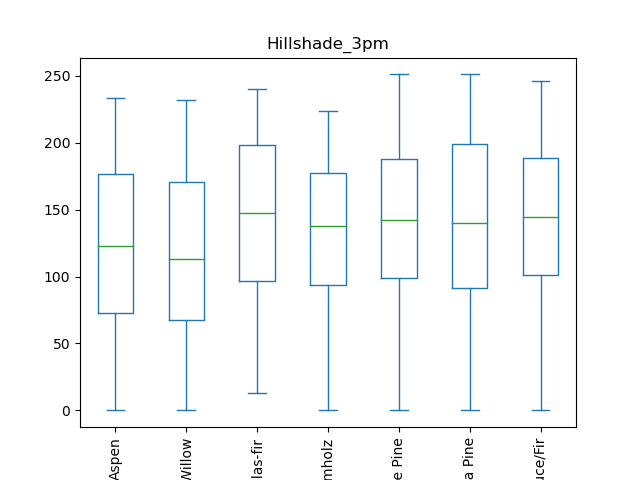 Hillshade_3pm
250
200
150
100
50
0
Aspen
Willow
las-fir
mholz
e Pine
a Pine
uce/Fir